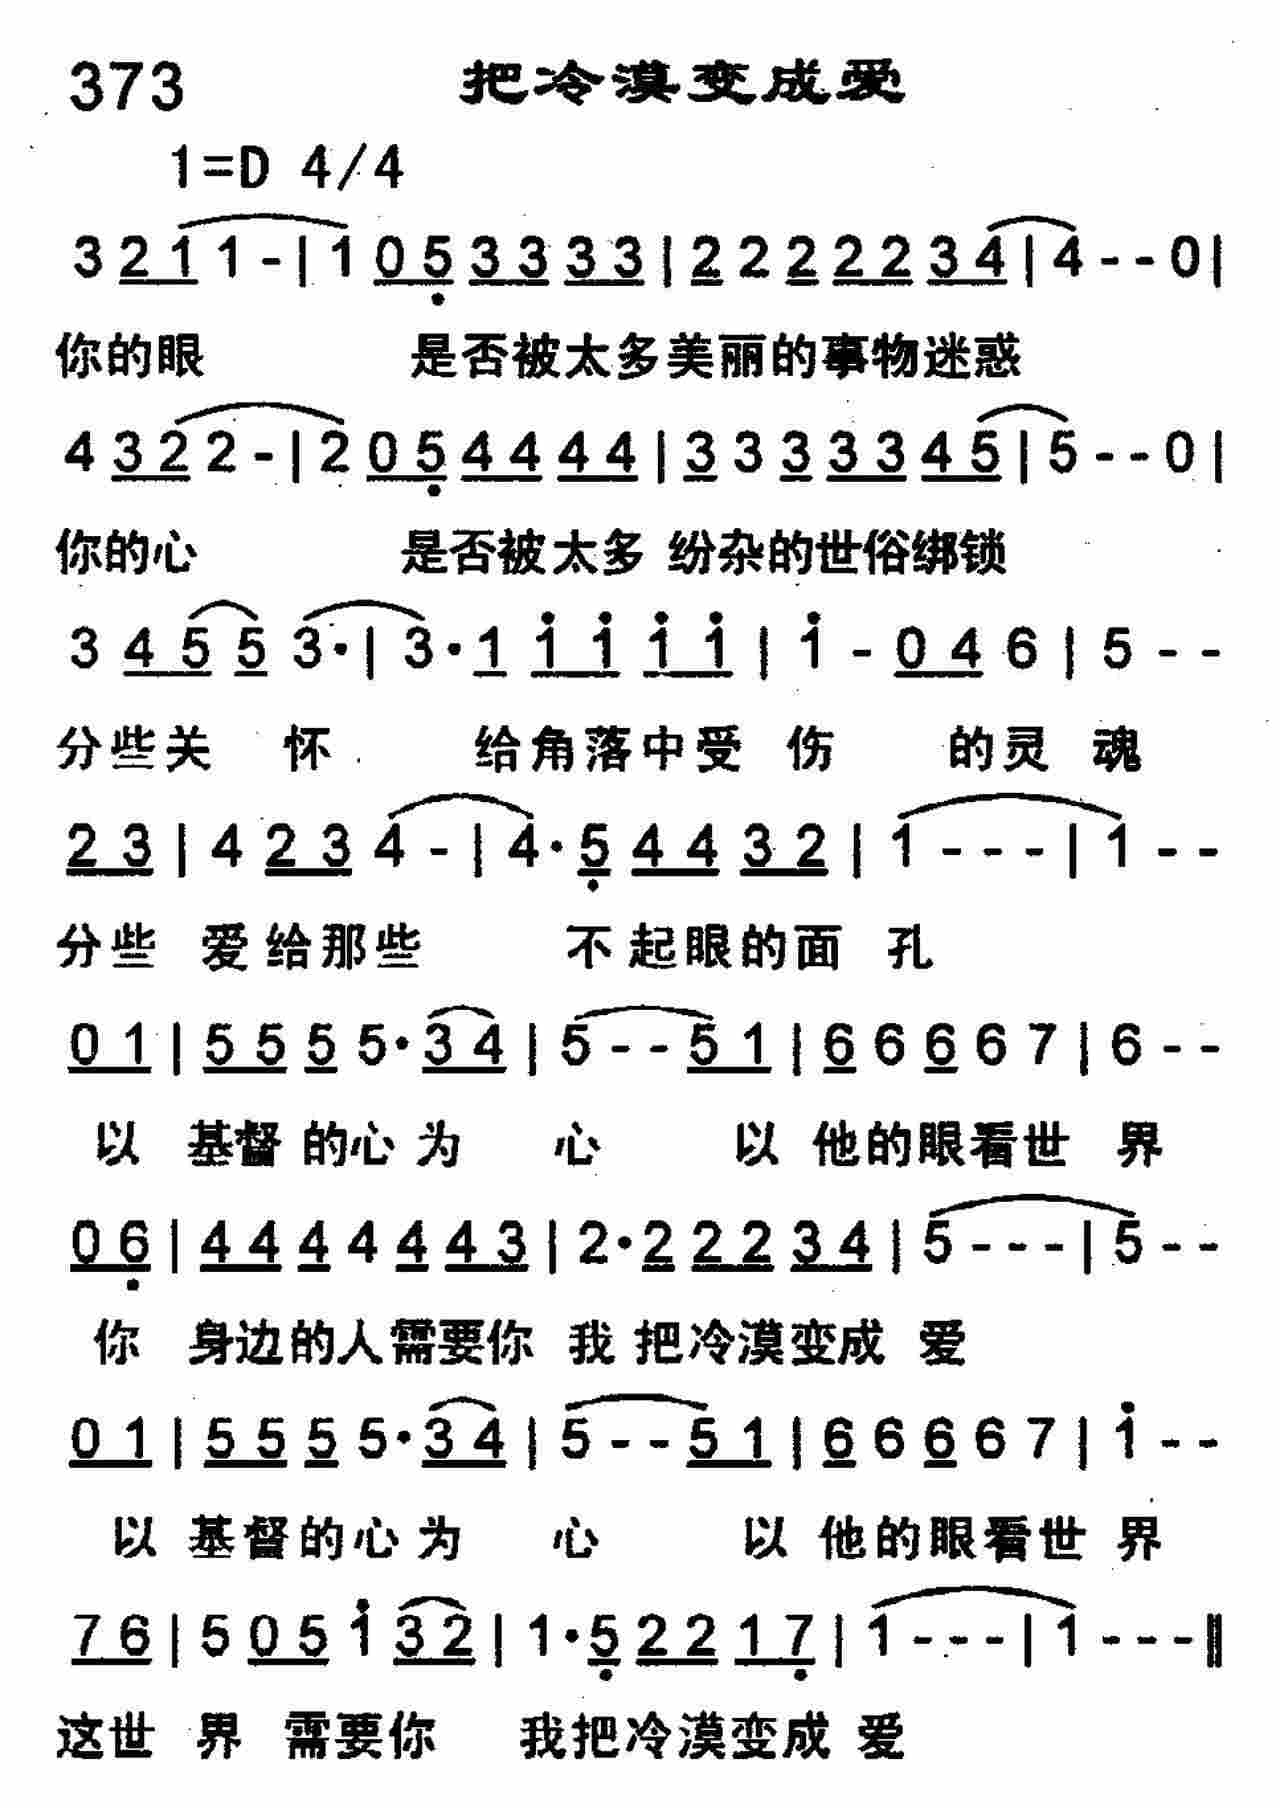 373 把冷漠变成爱
1=D 4/4
3 2 1 1 - | 1 0 5 3 3 3 3 | 2 2 2 2 2 3 4 | 4 - - 0 |
你的眼 是否被太多美丽的事物迷惑
4 3 2 2 - | 2 0 5 4 4 4 4 | 3 3 3 3 3 4 5 | 5 - - 0 |
你的心 是否被太多 纷杂的世俗绑锁
3 4 5 5 3· | 3· 1 1 1 1 1 | 1 - 0 4 6 | 5 - -
分些关 怀 给角落中受 伤 的灵 魂
2 3 | 4 2 3 4 - | 4· 5 4 4 3 2 | 1 - - - | 1 - -
分些 爱给那些 不起眼的面 孔
0 1 | 5 5 5 5· 3 4 | 5 - - 5 1 | 6 6 6 6 7 | 6 - -
以 基督 的心为 心 以 他的眼看世 界
0 6 | 4 4 4 4 4 4 3 | 2· 2 2 2 3 4 | 5 - - - | 5 - -
你 身边的人需要你 我 把冷漠变成 爱
0 1 | 5 5 5 5· 3 4 | 5 - - 5 1 | 6 6 6 6 7 | 1 - -
以 基督的心为 心 以 他的眼看世 界
7 6 | 5 0 5 1 3 2 | 1· 5 2 2 1 7 | 1 - - - | 1 - - - ‖
这世 界 需要你 我把冷漠变成 爱